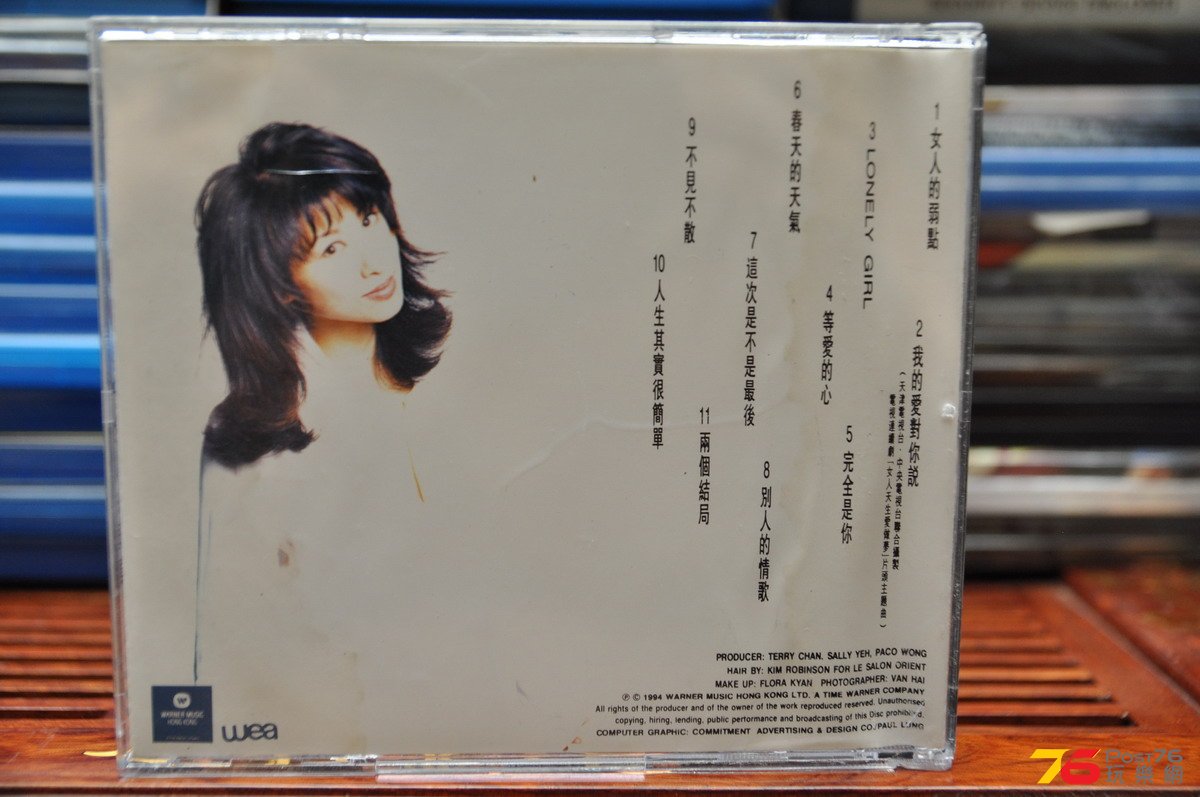 1 女人的弱點
2 我的愛對你説
(天津電視台·中央電視台聯合攝製
電視連續劇「女人天生愛做夢」片頭主題曲)
3 LONELY GIRL
4 等愛的心
5 完全是你
6 春天的天氣
7 這次是不是最後
8 別人的情歌
9 不見不散
10 人生其實很簡單
11 兩個結局
PRODUCER: TERRY CHAN, SALLY YEH, PACO WONG
HAIR BY: KIM ROBINSON FOR LE SALON ORIENT
MAKE UP: FLORA KYAN PHOTOGRAPHER: VAN HAI
℗ © 1994 WARNER MUSIC HONG KONG LTD. A TIME WARNER COMPANY
All rights of the producer and of the owner of the work reproduced reserved. Unauthorised
copying, hiring, lending, public performance and broadcasting of this Disc prohibited.
COMPUTER GRAPHIC: COMMITMENT ADVERTISING & DESIGN CO./PAUL LUNG
WARNER MUSIC
HONG KONG
wea
76 Post76
玩樂網